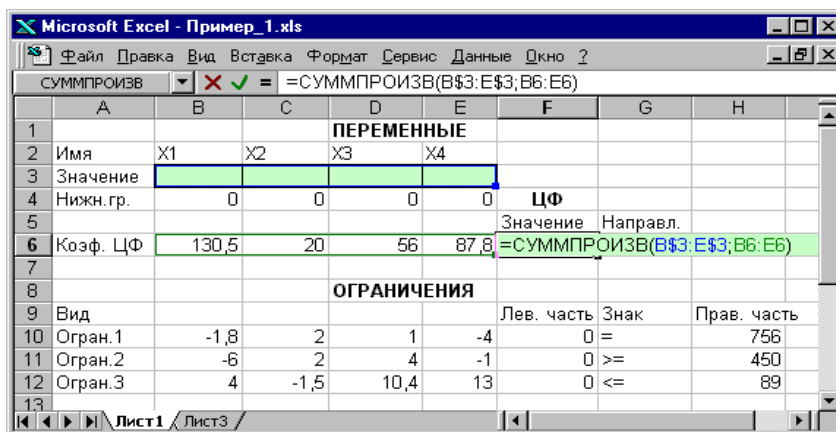 Microsoft Excel - Пример_1.xls
Файл Правка Вид Вставка Формат Сервис Данные Окно ?
СУММПРОИЗВ = =СУММПРОИЗВ(B$3:E$3;B6:E6)
A B C D E F G H
1 ПЕРЕМЕННЫЕ
2 Имя X1 X2 X3 X4
3 Значение
4 Нижн.гр. 0 0 0 0 ЦФ
5 Значение Направл.
6 Коэф. ЦФ 130,5 20 56 87,8 =СУММПРОИЗВ(B$3:E$3;B6:E6)
7
8 ОГРАНИЧЕНИЯ
9 Вид Лев. часть Знак Прав. часть
10 Огран.1 -1,8 2 1 -4 0 = 756
11 Огран.2 -6 2 4 -1 0 >= 450
12 Огран.3 4 -1,5 10,4 13 0 <= 89
13
Лист1 Лист3